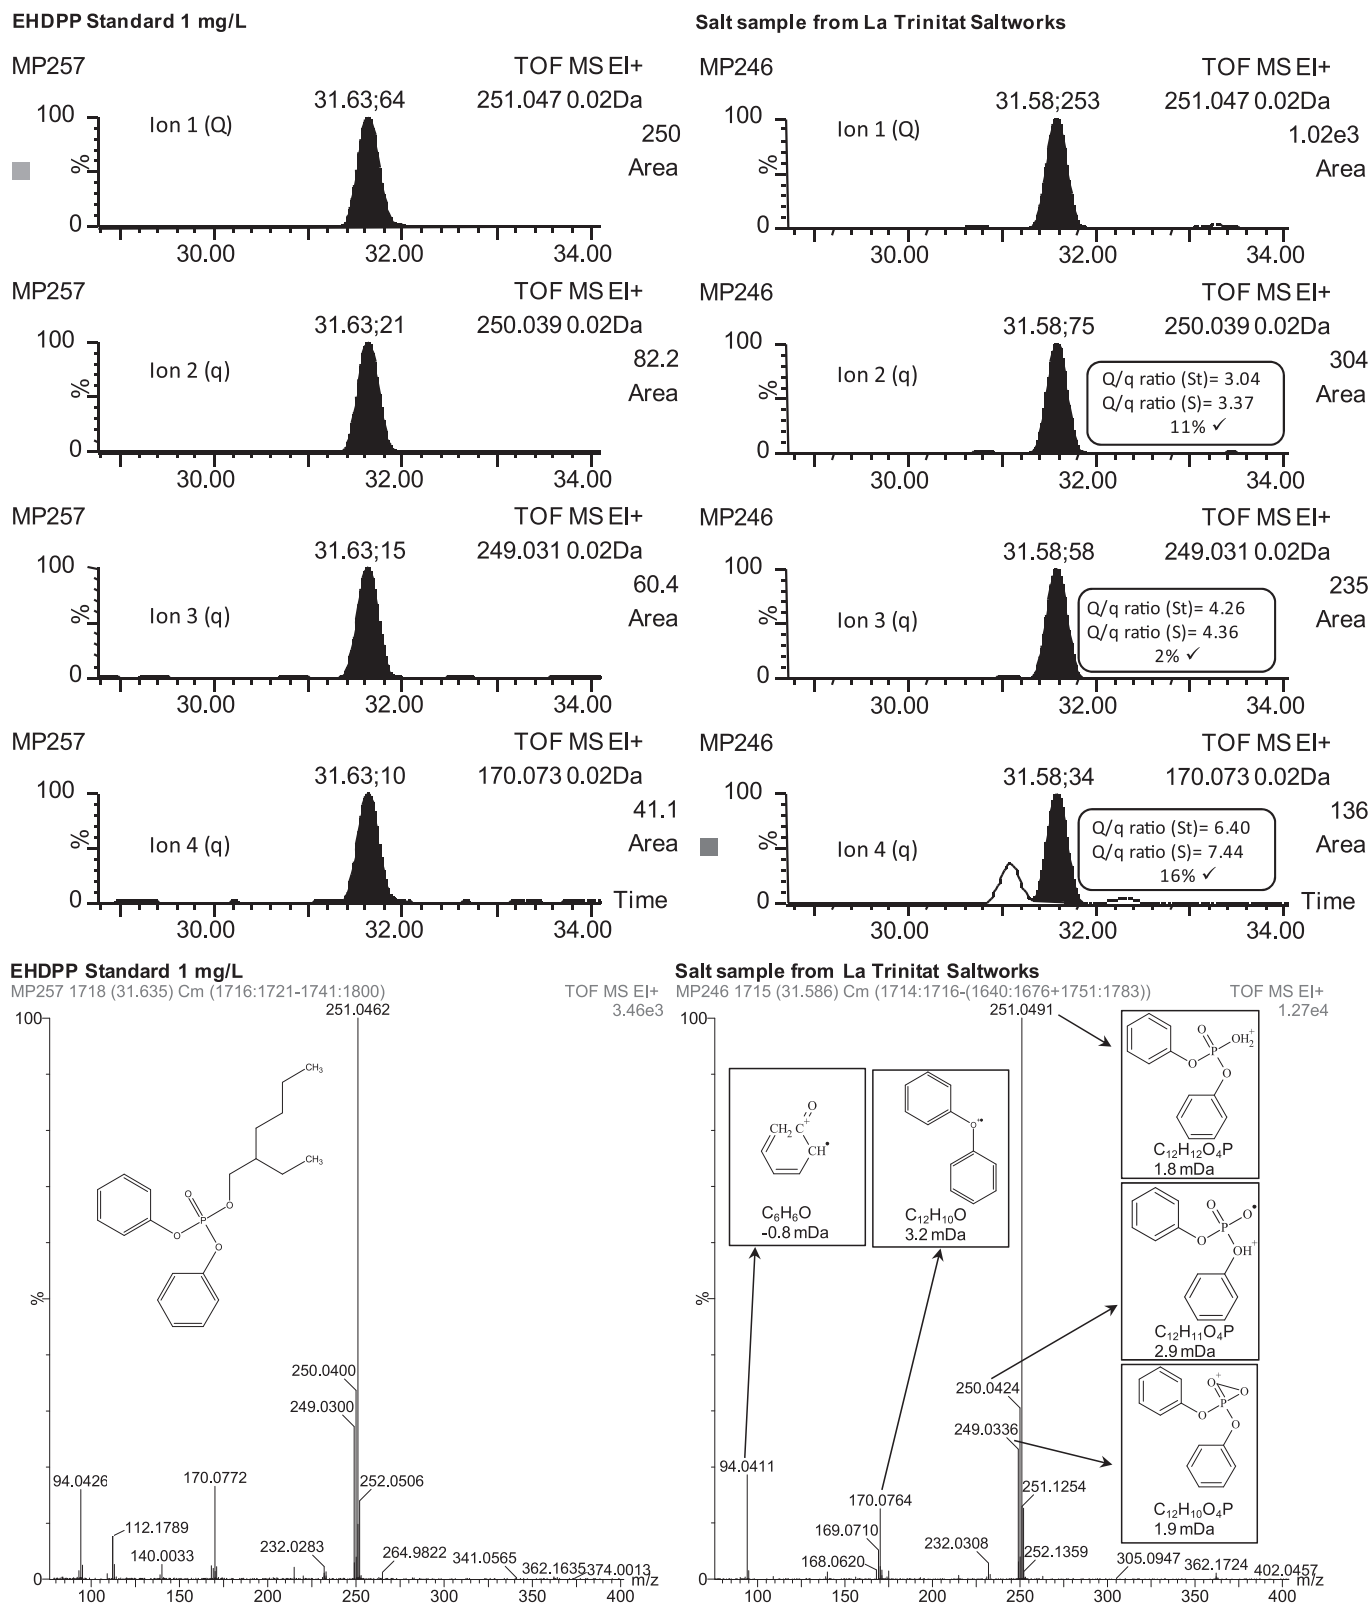 EHDPP Standard 1 mg/L
MP257
TOF MS EI+
31.63;64
251.047 0.02Da
250
Area
Ion 1 (Q)
100
%
0
30.00
32.00
34.00
MP257
TOF MS EI+
31.63;21
250.039 0.02Da
82.2
Area
Ion 2 (q)
100
%
0
30.00
32.00
34.00
MP257
TOF MS EI+
31.63;15
249.031 0.02Da
60.4
Area
Ion 3 (q)
100
%
0
30.00
32.00
34.00
MP257
TOF MS EI+
31.63;10
170.073 0.02Da
41.1
Area
Ion 4 (q)
100
%
0
Time
30.00
32.00
34.00
Salt sample from La Trinitat Saltworks
MP246
TOF MS EI+
31.58;253
251.047 0.02Da
1.02e3
Area
Ion 1 (Q)
100
%
0
30.00
32.00
34.00
MP246
TOF MS EI+
31.58;75
250.039 0.02Da
304
Area
Ion 2 (q)
Q/q ratio (St)= 3.04
Q/q ratio (S)= 3.37
11% ✓
100
%
0
30.00
32.00
34.00
MP246
TOF MS EI+
31.58;58
249.031 0.02Da
235
Area
Ion 3 (q)
Q/q ratio (St)= 4.26
Q/q ratio (S)= 4.36
2% ✓
100
%
0
30.00
32.00
34.00
MP246
TOF MS EI+
31.58;34
170.073 0.02Da
136
Area
Ion 4 (q)
Q/q ratio (St)= 6.40
Q/q ratio (S)= 7.44
16% ✓
100
%
0
Time
30.00
32.00
34.00
EHDPP Standard 1 mg/L
MP257 1718 (31.635) Cm (1716:1721-1741:1800)
TOF MS EI+
3.46e3
251.0462
100
%
0
CH₃
CH₃
O
O
P
O
O
250.0400
249.0300
94.0426
170.0772
252.0506
112.1789
140.0033
232.0283
264.9822
341.0565
362.1635
374.0013
m/z
100
150
200
250
300
350
400
Salt sample from La Trinitat Saltworks
MP246 1715 (31.586) Cm (1714:1716-(1640:1676+1751:1783))
TOF MS EI+
1.27e4
251.0491
100
%
0
O
CH₂ C⁺
CH•
C₆H₆O
-0.8 mDa
O⁺•
C₁₂H₁₀O
3.2 mDa
O
OH₂⁺
P
O
O
C₁₂H₁₂O₄P
1.8 mDa
O
O•
P
O
OH⁺
C₁₂H₁₁O₄P
2.9 mDa
O⁺
O
P
O
O
C₁₂H₁₀O₄P
1.9 mDa
250.0424
249.0336
94.0411
170.0764
169.0710
168.0620
251.1254
232.0308
252.1359
305.0947
362.1724
402.0457
m/z
100
150
200
250
300
350
400